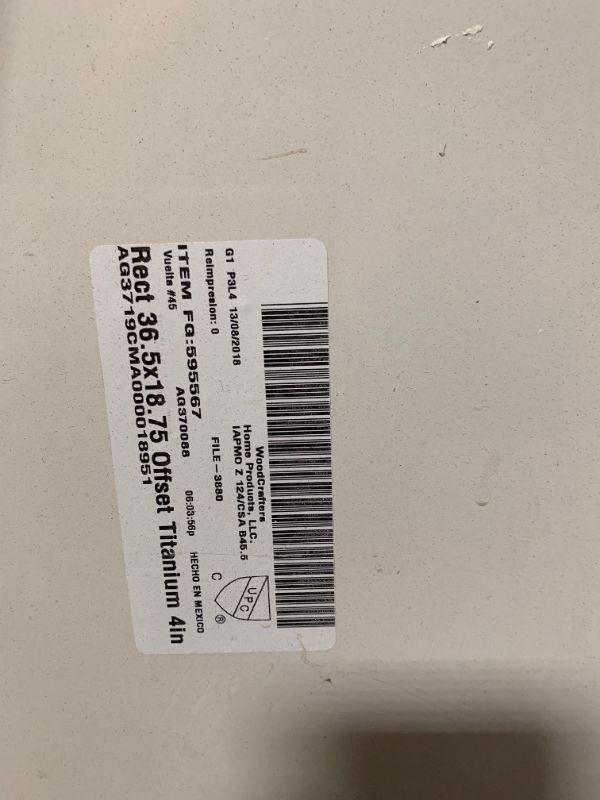 WoodCrafters
Home Products, LLC.
IAPMO Z 124/CSA B45.5
UPC
®
C
G1 P3L4 13/08/2018
Reimpresion: 0
FILE-3880
ITEM FG:595567
HECHO EN MEXICO
Vuelta #45
AG370088
06:03:56p
Rect 36.5x18.75 Offset Titanium 4in
AG3719CMA000018951